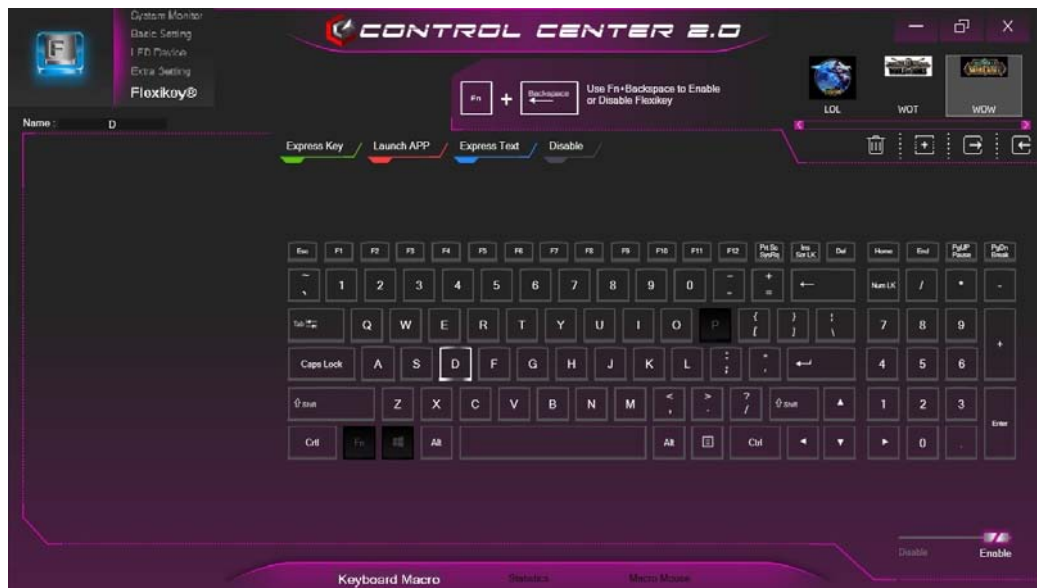 System Monitor
Basic Setting
LED Device
Extra Setting
Flexikey®
CONTROL CENTER 2.0
Fn + Backspace
Use Fn+Backspace to Enable
or Disable Flexikey
LOL WOT WOW
Name : D
Express Key / Launch APP / Express Text / Disable /
Esc F1 F2 F3 F4 F5 F6 F7 F8 F9 F10 F11 F12 Prt Sc SysRq Ins Scr LK Del Home End PgUP Pause PgDn Break
~ ` 1 2 3 4 5 6 7 8 9 0 - - + = ← Num LK / * -
Tab Q W E R T Y U I O P { [ } ] ¦ \ 7 8 9 +
Caps Lock A S D F G H J K L : ; " ' 4 5 6
Shift Z X C V B N M < , > . ? / Shift ▲ 1 2 3 Enter
Crtl Fn Alt Alt Ctrl ◄ ▼ ► 0 .
Disable Enable
Keyboard Macro Statistics Macro Mouse